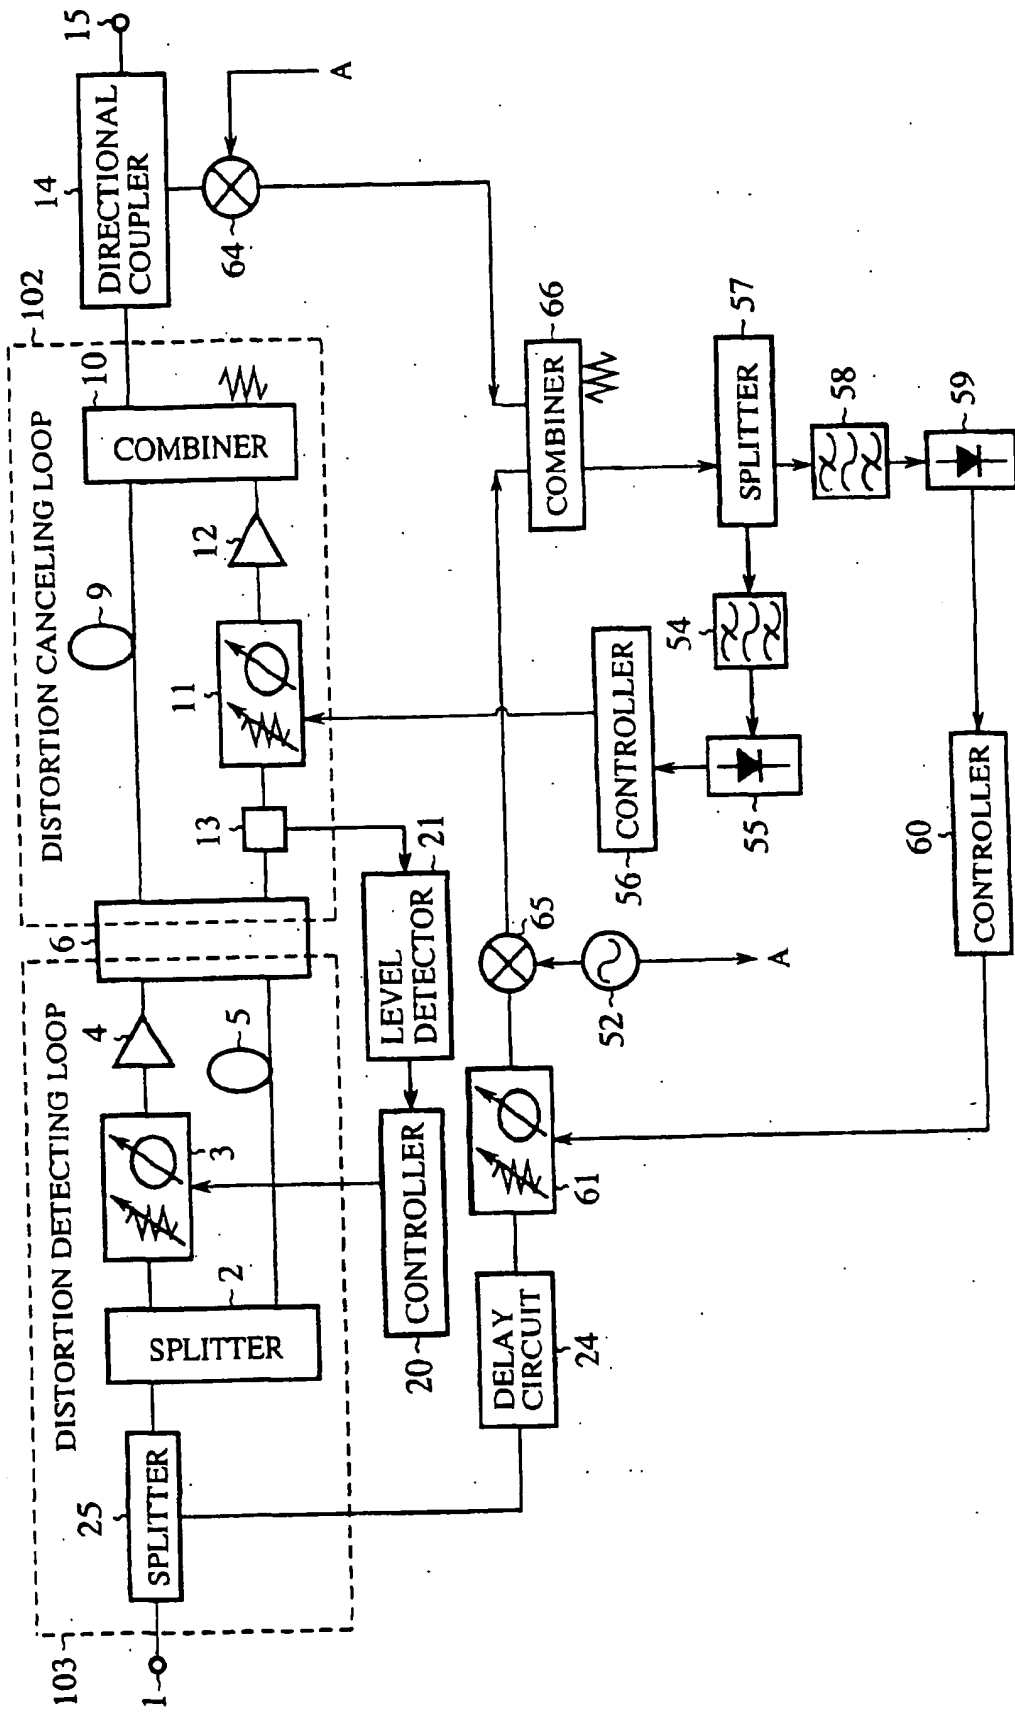 103
DISTORTION DETECTING LOOP
DISTORTION CANCELING LOOP
102
1
25
SPLITTER
SPLITTER
2
3
4
5
6
9
10
COMBINER
11
12
13
14
DIRECTIONAL
COUPLER
15
64
A
20
CONTROLLER
LEVEL
DETECTOR
21
DELAY
CIRCUIT
24
61
65
52
A
CONTROLLER
56
55
54
COMBINER
66
SPLITTER
57
58
59
60
CONTROLLER